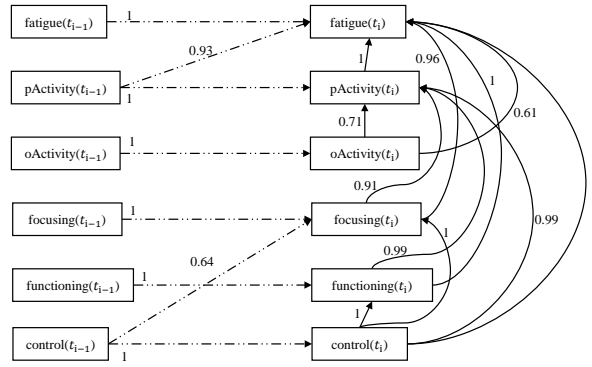 fatigue(t_{i-1}) 1 fatigue(t_i)
0.93 0.96
pActivity(t_{i-1}) 1 1 pActivity(t_i) 1
0.71 0.61
oActivity(t_{i-1}) 1 oActivity(t_i)
0.91
focusing(t_{i-1}) 1 focusing(t_i) 0.99
1
0.64 0.99
functioning(t_{i-1}) 1 functioning(t_i)
1
control(t_{i-1}) 1 control(t_i)